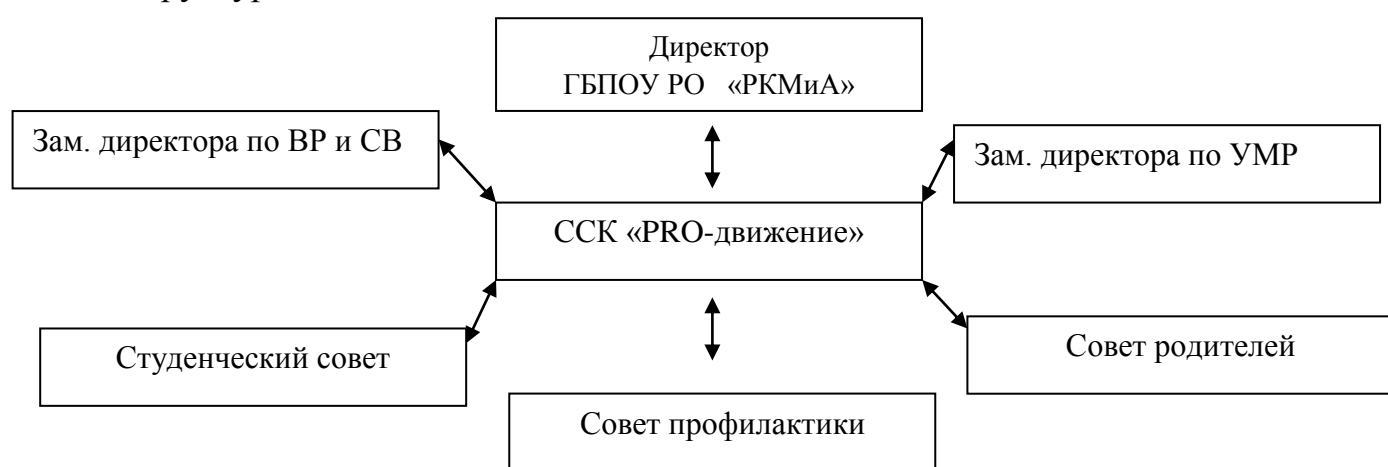 Директор
ГБПОУ РО «РКМиА»
Зам. директора по ВР и СВ
Зам. директора по УМР
ССК «PRO-движение»
Студенческий совет
Совет родителей
Совет профилактики